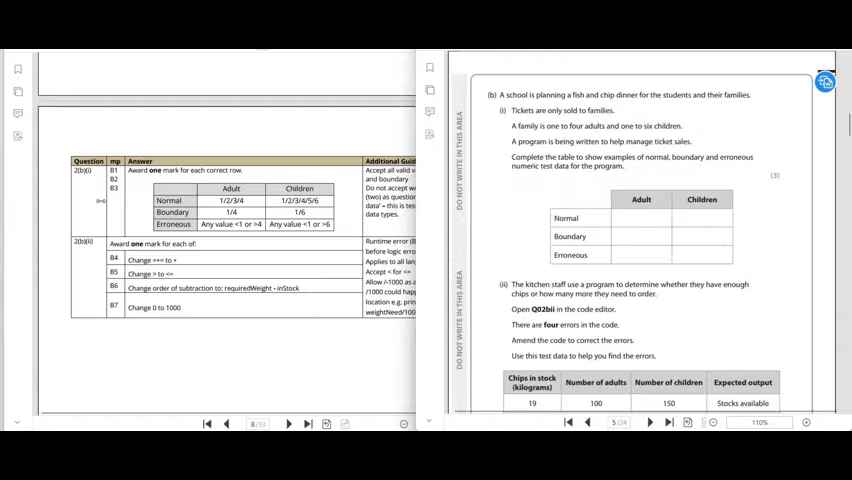 Question mp Answer Additional Guid
2(b)(i) B1 Award one mark for each correct row. Accept all valid v
B2 and boundary
B3 Do not accept w
Adult Children (two) as question
Normal 1/2/3/4 1/2/3/4/5/6 data' – this is tes
Boundary 1/4 1/6 data types.
Erroneous Any value <1 or >4 Any value <1 or >6
2(b)(ii) Award one mark for each of: Runtime error (B
before logic erro
B4 Change =+= to + Applies to all lang
B5 Change > to <= Accept < for <=
B6 Change order of subtraction to: requiredWeight - inStock Allow /-1000 as a
/1000 could happ
B7 Change 0 to 1000 location e.g. prin
weightNeed/100
8 /33
DO NOT WRITE IN THIS AREA
DO NOT WRITE IN THIS AREA
(b) A school is planning a fish and chip dinner for the students and their families.
(i) Tickets are only sold to families.
A family is one to four adults and one to six children.
A program is being written to help manage ticket sales.
Complete the table to show examples of normal, boundary and erroneous
numeric test data for the program.
(3)
Adult Children
Normal
Boundary
Erroneous
(ii) The kitchen staff use a program to determine whether they have enough
chips or how many more they need to order.
Open Q02bii in the code editor.
There are four errors in the code.
Amend the code to correct the errors.
Use this test data to help you find the errors.
Chips in stock (kilograms) Number of adults Number of children Expected output
19 100 150 Stocks available
5 /24
110%